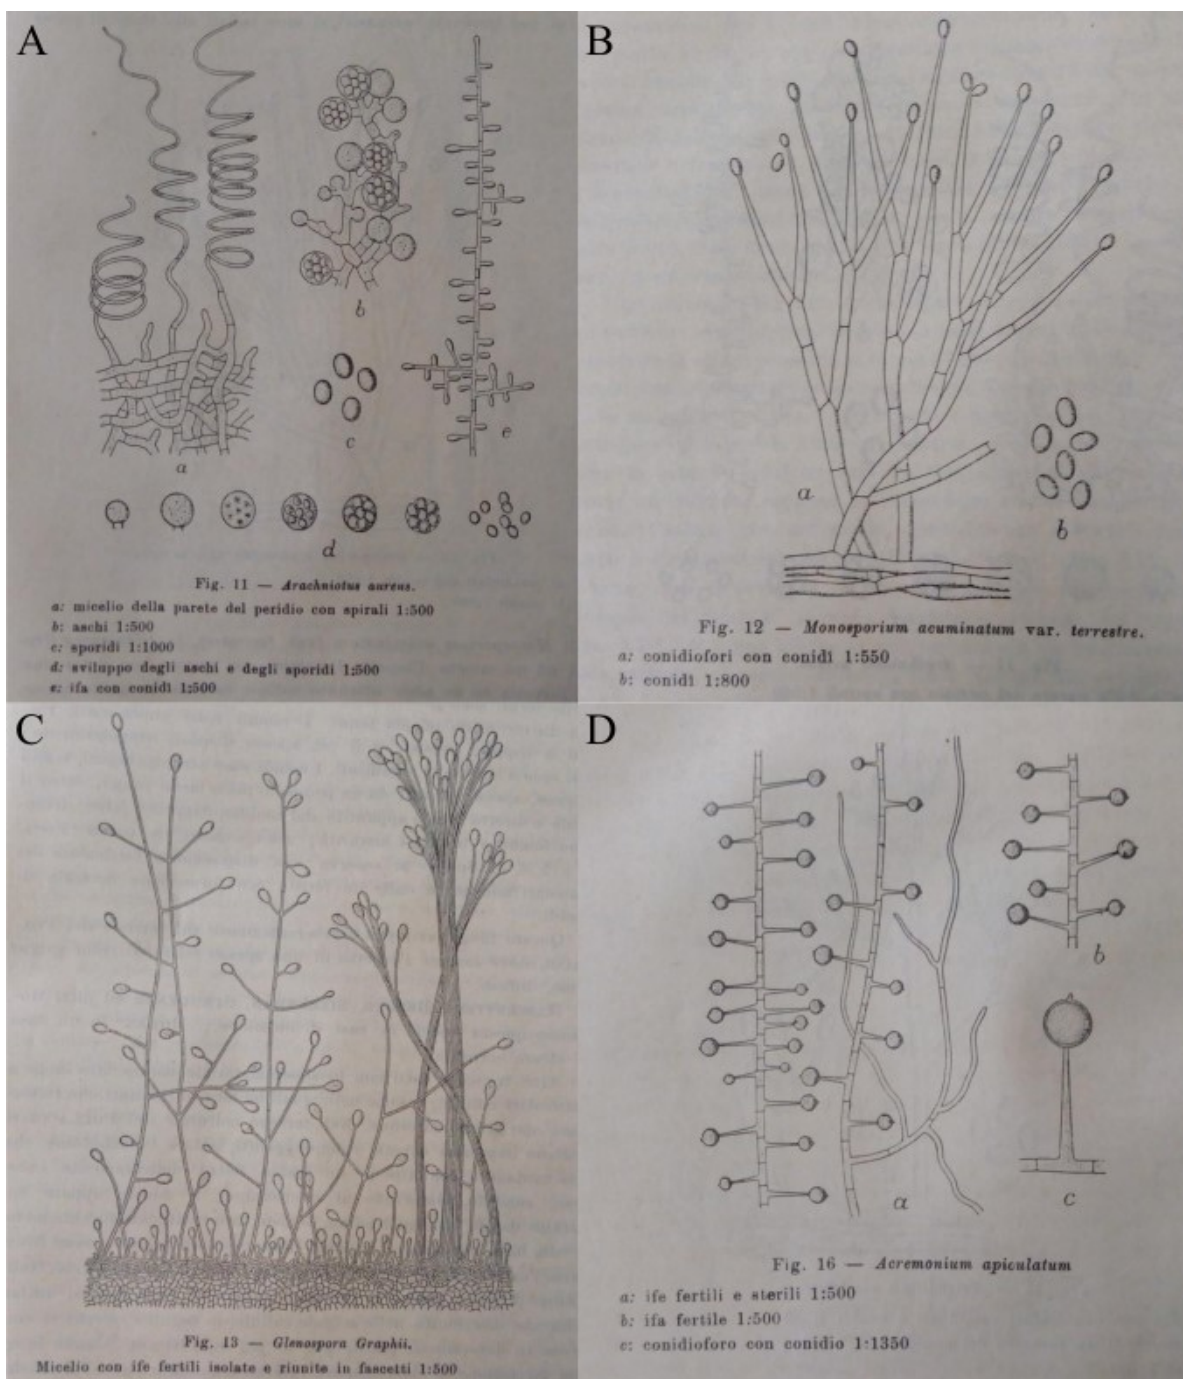 A
a
b
c
d
e
Fig. 11 — Arachniotus aureus.
a: micelio della parete del peridio con spirali 1:500
b: aschi 1:500
c: sporidi 1:1000
d: sviluppo degli aschi e degli sporidi 1:500
e: ifa con conidî 1:500
B
a
b
Fig. 12 — Monosporium acuminatum var. terrestre.
a: conidiofori con conidî 1:550
b: conidî 1:800
C
Fig. 13 — Glenospora Graphii.
Micelio con ife fertili isolate e riunite in fascetti 1:500
D
a
b
c
Fig. 16 — Acremonium apiculatum
a: ife fertili e sterili 1:500
b: ifa fertile 1:500
c: conidioforo con conidio 1:1350